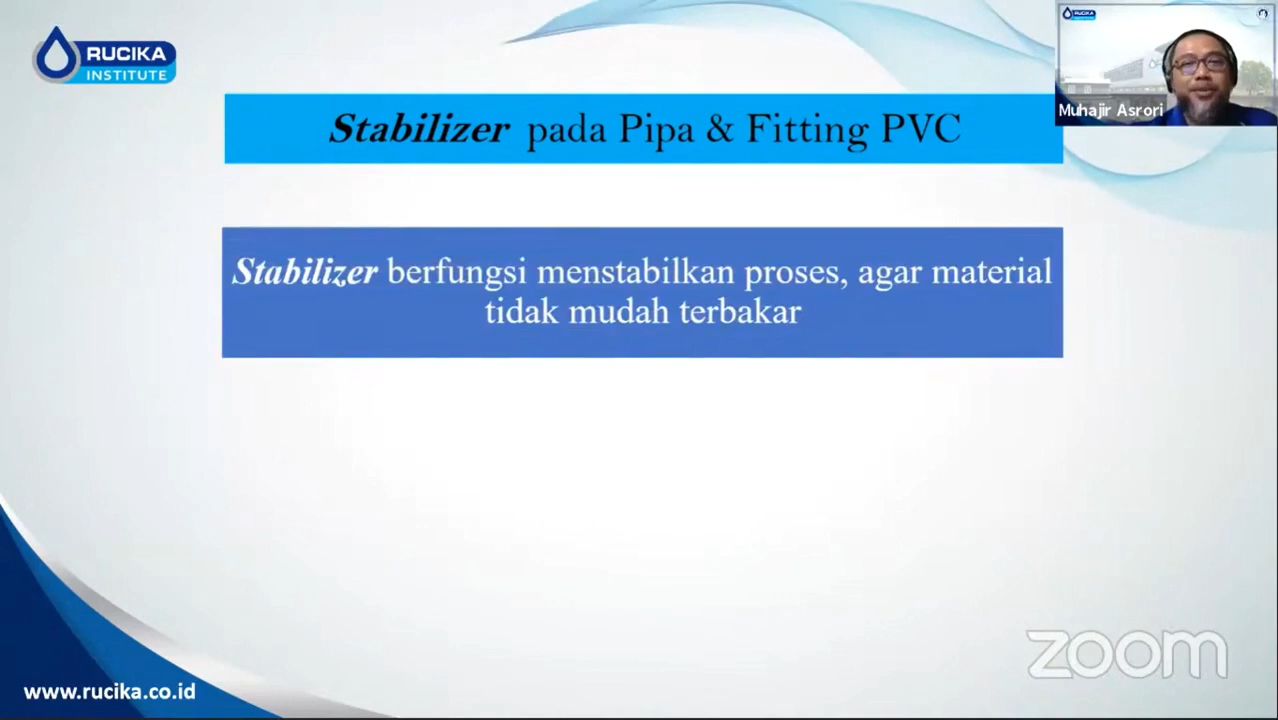 RUCIKA
INSTITUTE
RUCIKA
Muhajir Asrori
Stabilizer pada Pipa & Fitting PVC
Stabilizer berfungsi menstabilkan proses, agar material
tidak mudah terbakar
zoom
www.rucika.co.id